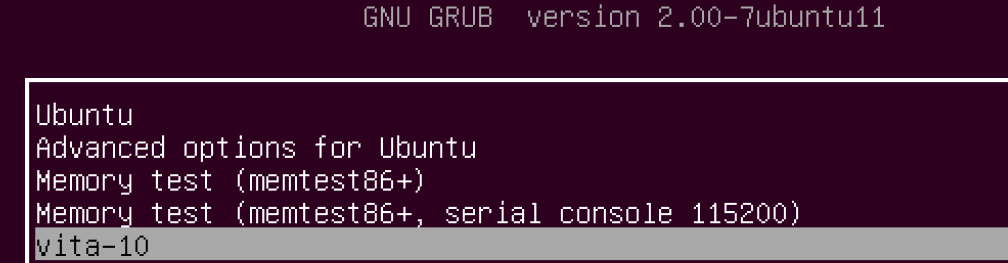 GNU GRUB  version 2.00-7ubuntu11
Ubuntu
Advanced options for Ubuntu
Memory test (memtest86+)
Memory test (memtest86+, serial console 115200)
vita-10